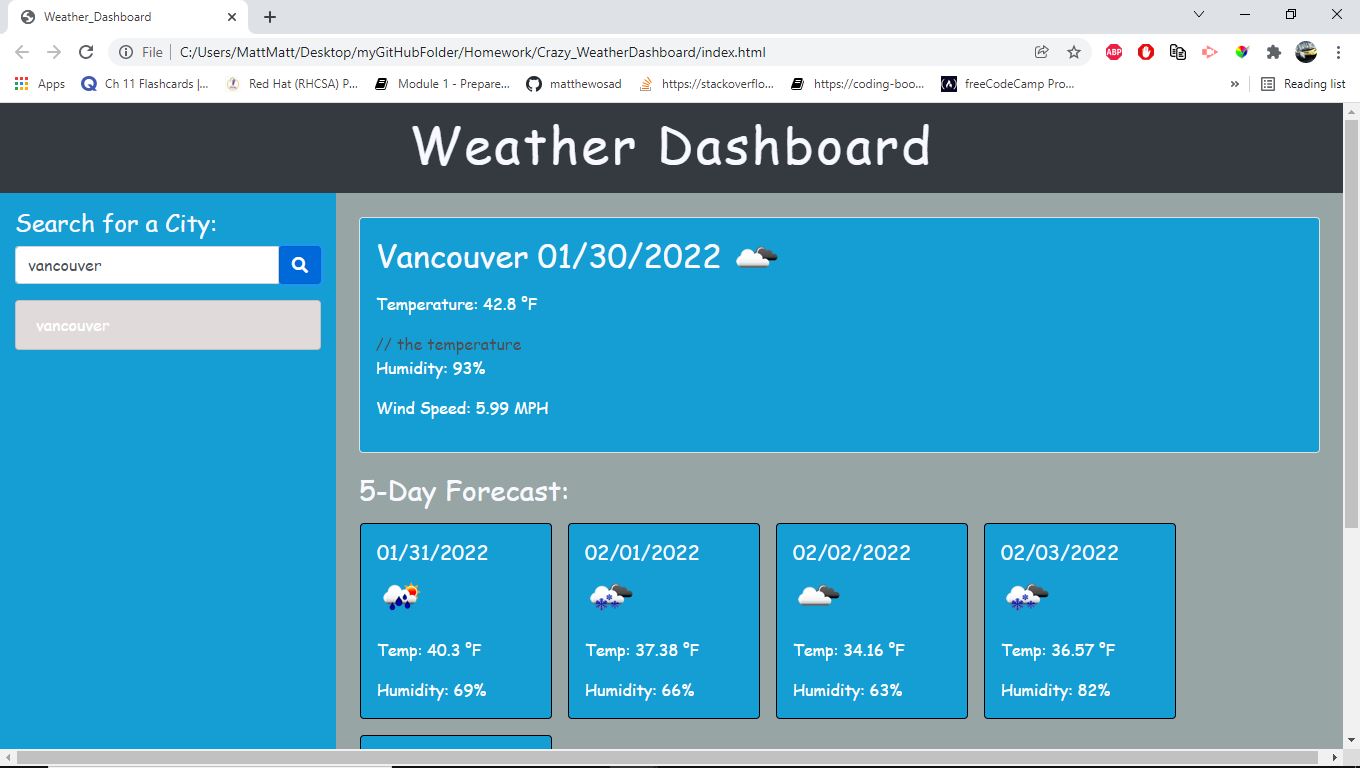 Weather_Dashboard
File | C:/Users/MattMatt/Desktop/myGitHubFolder/Homework/Crazy_WeatherDashboard/index.html
ABP
Apps Ch 11 Flashcards |... Red Hat (RHCSA) P... Module 1 - Prepare... matthewosad https://stackoverflo... https://coding-boo... freeCodeCamp Pro... » Reading list
Weather Dashboard
Search for a City:
vancouver
vancouver
Vancouver 01/30/2022
Temperature: 42.8 °F
// the temperature
Humidity: 93%
Wind Speed: 5.99 MPH
5-Day Forecast:
01/31/2022
Temp: 40.3 °F
Humidity: 69%
02/01/2022
Temp: 37.38 °F
Humidity: 66%
02/02/2022
Temp: 34.16 °F
Humidity: 63%
02/03/2022
Temp: 36.57 °F
Humidity: 82%